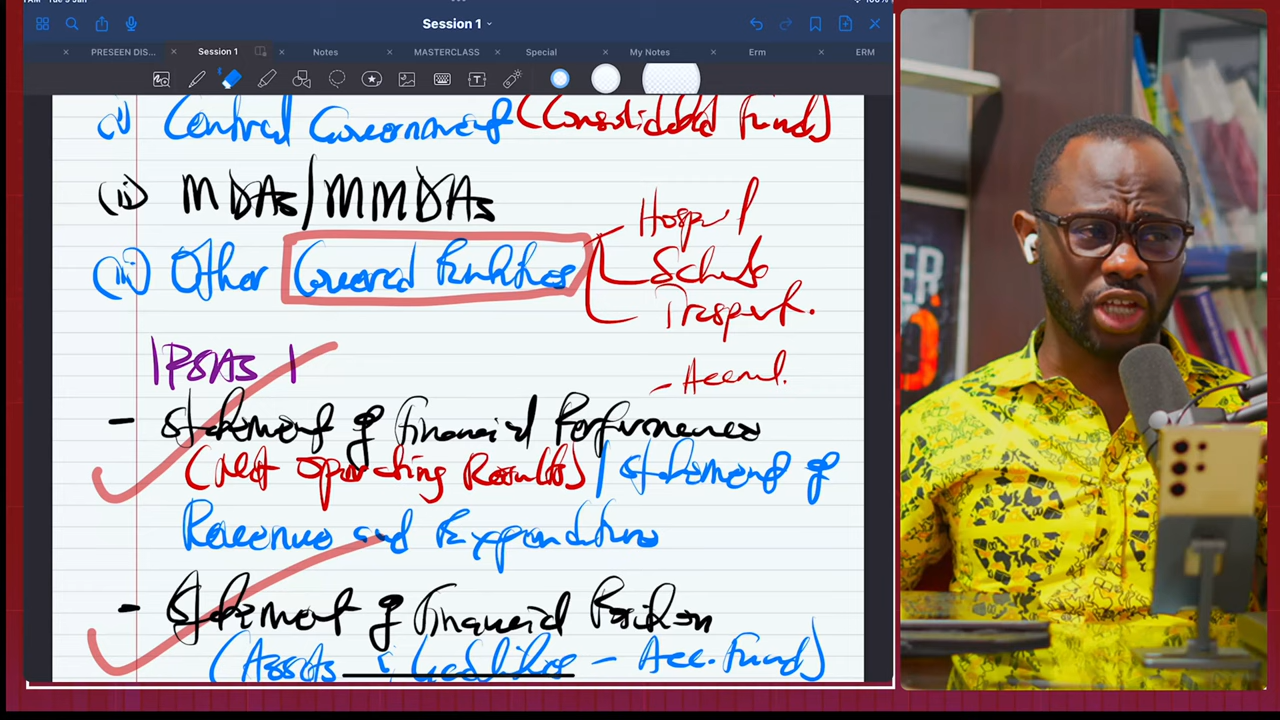 Session 1
PRESEEN DIS...
Session 1
Notes
MASTERCLASS
Special
My Notes
Erm
ERM
(i) Central Government (Consolidated Fund)
(ii) MDAs/MMDAs
(iii) Other Covered Entities
Hospital
Schools
Transport.
IPSAS 1
- Accrual.
- Statement of Financial Performance
(Net Operating Results) / Statement of
Revenue and Expenditure
- Statement of Financial Position
(Assets & Liabilities - Acc. Fund)